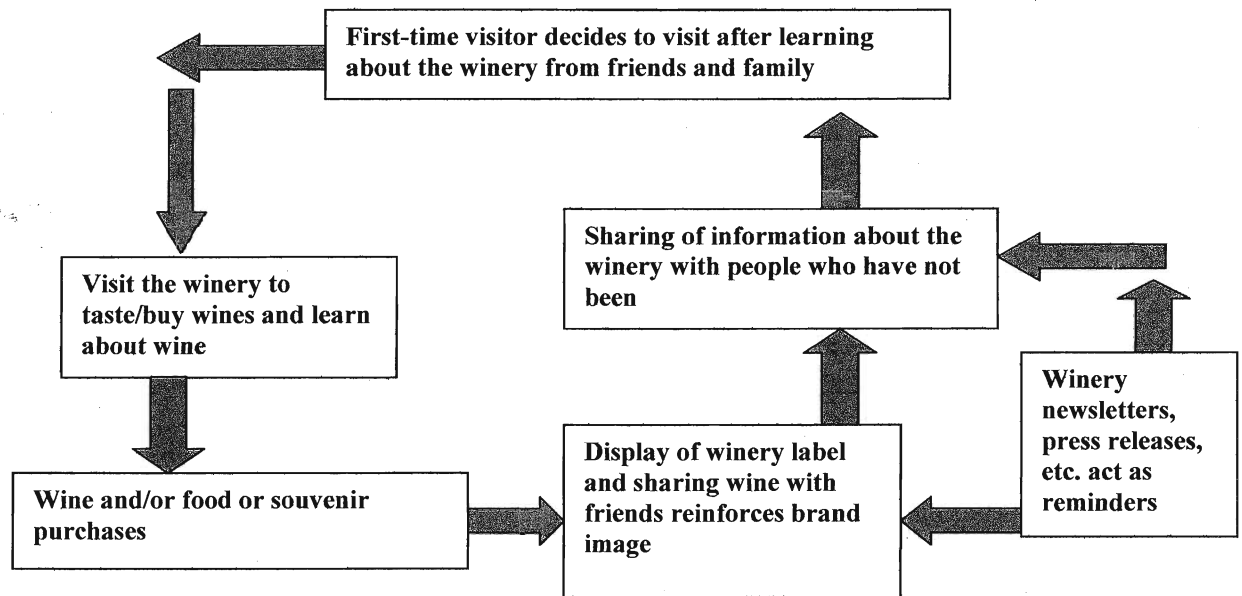 First-time visitor decides to visit after learning
about the winery from friends and family
Sharing of information about the
winery with people who have not
been
Visit the winery to
taste/buy wines and learn
about wine
Winery
newsletters,
press releases,
etc. act as
reminders
Display of winery label
and sharing wine with
friends reinforces brand
image
Wine and/or food or souvenir
purchases